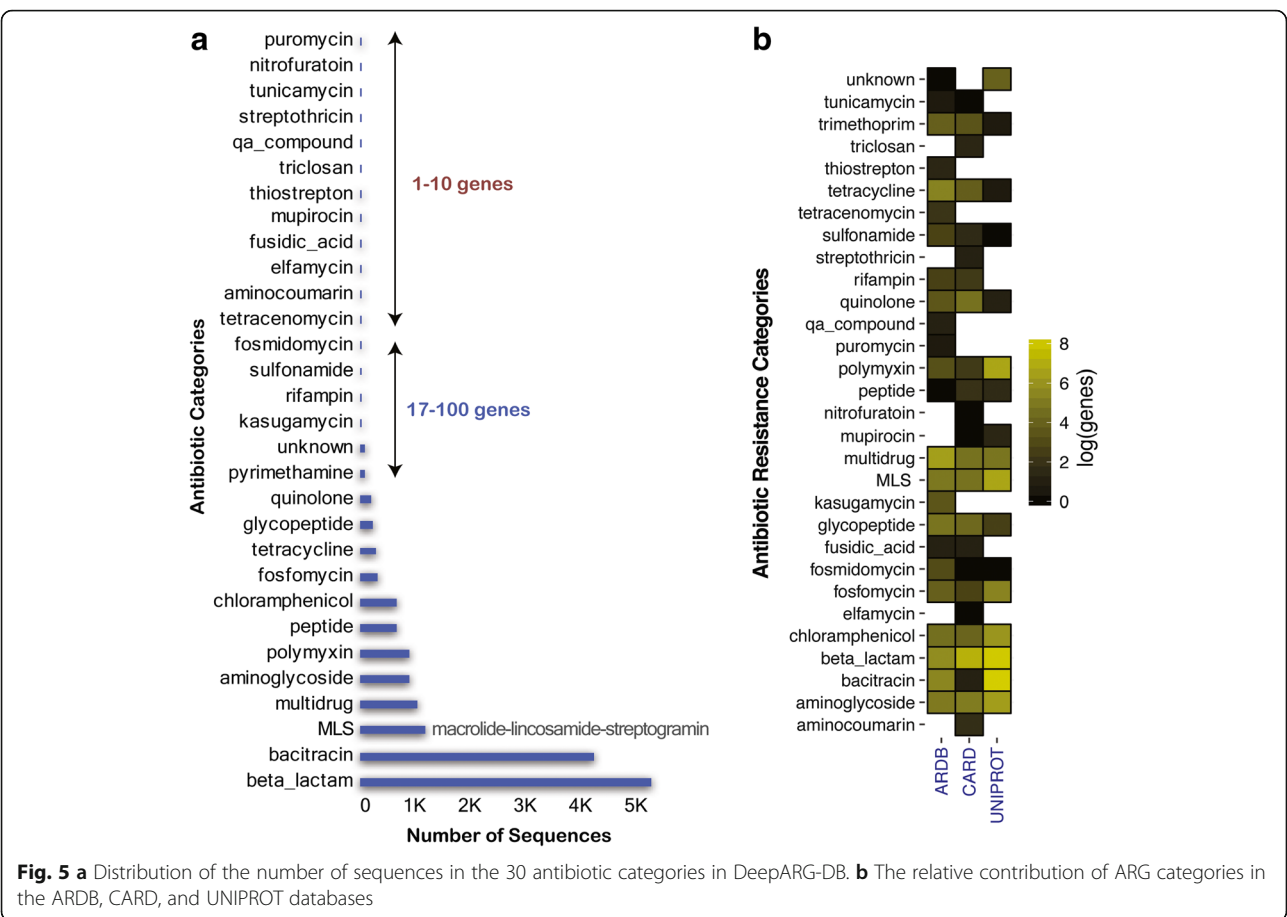 a
puromycin
nitrofuratoin
tunicamycin
streptothricin
qa_compound
triclosan
thiostrepton
mupirocin
fusidic_acid
elfamycin
aminocoumarin
tetracenomycin
fosmidomycin
sulfonamide
rifampin
kasugamycin
unknown
pyrimethamine
quinolone
glycopeptide
tetracycline
fosfomycin
chloramphenicol
peptide
polymyxin
aminoglycoside
multidrug
MLS macrolide-lincosamide-streptogramin
bacitracin
beta_lactam
1-10 genes
17-100 genes
Antibiotic Categories
0 1K 2K 3K 4K 5K
Number of Sequences
b
unknown
tunicamycin
trimethoprim
triclosan
thiostrepton
tetracycline
tetracenomycin
sulfonamide
streptothricin
rifampin
quinolone
qa_compound
puromycin
polymyxin
peptide
nitrofuratoin
mupirocin
multidrug
MLS
kasugamycin
glycopeptide
fusidic_acid
fosmidomycin
fosfomycin
elfamycin
chloramphenicol
beta_lactam
bacitracin
aminoglycoside
aminocoumarin
Antibiotic Resistance Categories
ARDB
CARD
UNIPROT
8
6
4
2
0
log(genes)
Fig. 5 a Distribution of the number of sequences in the 30 antibiotic categories in DeepARG-DB. b The relative contribution of ARG categories in
the ARDB, CARD, and UNIPROT databases